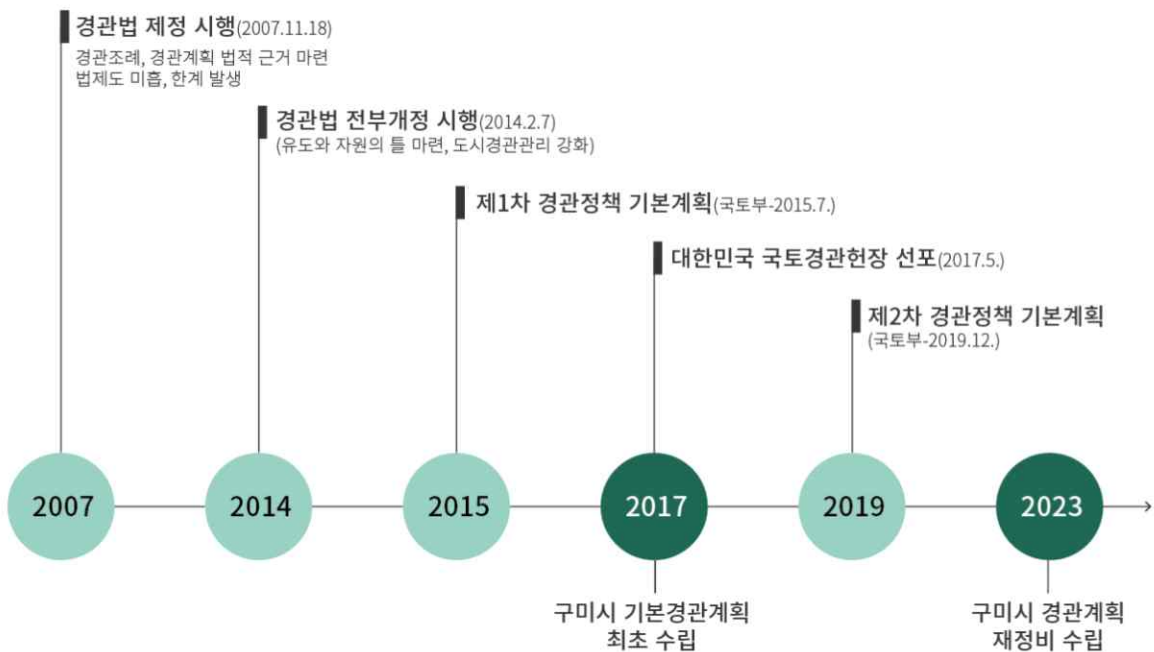 경관법 제정 시행(2007.11.18)
경관조례, 경관계획 법적 근거 마련
법제도 미흡, 한계 발생
경관법 전부개정 시행(2014.2.7)
(유도와 자원의 틀 마련, 도시경관관리 강화)
제1차 경관정책 기본계획(국토부-2015.7.)
대한민국 국토경관헌장 선포(2017.5.)
제2차 경관정책 기본계획
(국토부-2019.12.)
2007
2014
2015
2017
2019
2023
구미시 기본경관계획
최초 수립
구미시 경관계획
재정비 수립